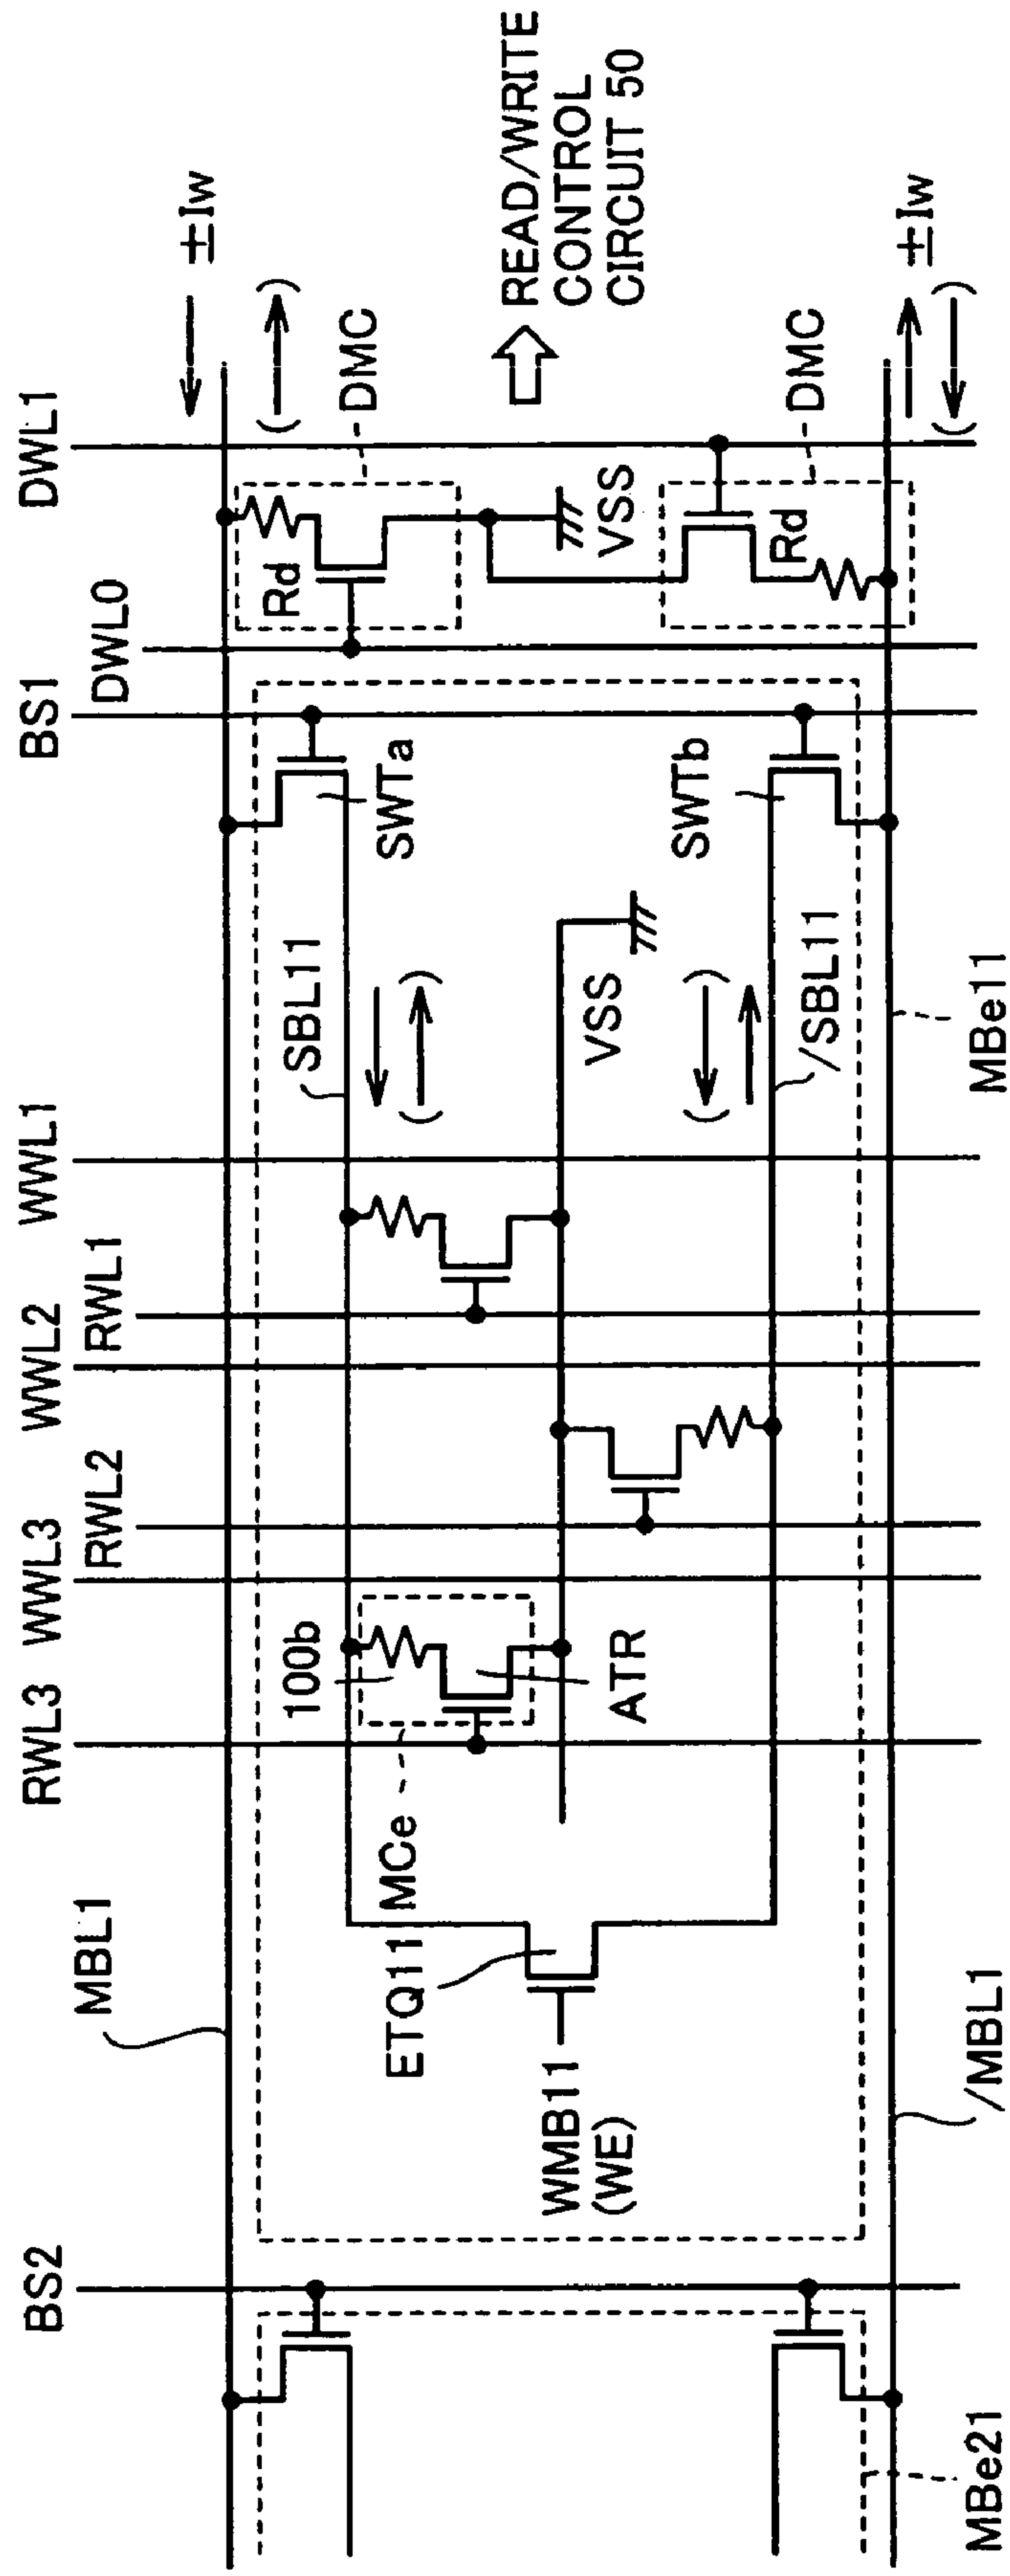 BS2
RWL3
WWL3
RWL2
WWL2
RWL1
WWL1
BS1
DWL0
DWL1
MBL1
±Iw
ETQ11
MCe
100b
ATR
SBL11
SWTa
Rd
DMC
WMB11
(WE)
VSS
VSS
READ/WRITE
CONTROL
CIRCUIT 50
/SBL11
SWTb
Rd
DMC
MBe21
/MBL1
MBe11
±Iw